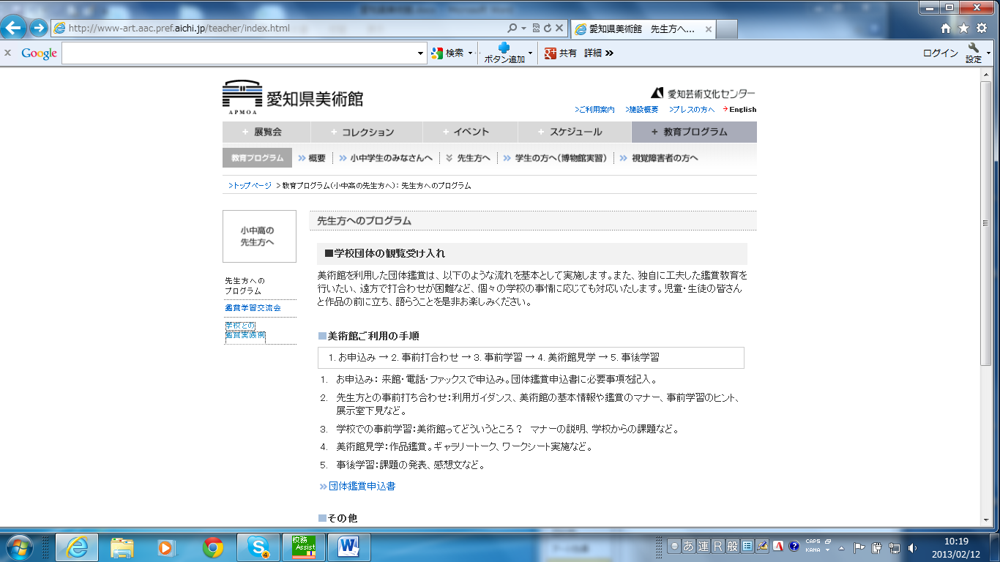 http://www-art.aac.pref.aichi.jp/teacher/index.html
愛知県美術館 先生方へ...
Google
検索
ボタン追加
共有 詳細
ログイン
設定
愛知県美術館
APMOA
愛知芸術文化センター
>ご利用案内 >施設概要 >プレスの方へ English
+ 展覧会 + コレクション + イベント + スケジュール + 教育プログラム
教育プログラム 概要 小中学生のみなさんへ 先生方へ 学生の方へ(博物館実習) 視覚障害者の方へ
>トップページ >教育プログラム(小中高の先生方へ): 先生方へのプログラム
小中高の
先生方へ
先生方への
プログラム
鑑賞学習交流会
学校との
鑑賞実践例
先生方へのプログラム
■学校団体の観覧受け入れ
美術館を利用した団体鑑賞は、以下のような流れを基本として実施します。また、独自に工夫した鑑賞教育を
行いたい、遠方で打合わせが困難など、個々の学校の事情に応じても対応いたします。児童・生徒の皆さん
と作品の前に立ち、語らうことを是非お楽しみください。
■美術館ご利用の手順
1. お申込み → 2. 事前打合わせ → 3. 事前学習 → 4. 美術館見学 → 5. 事後学習
1. お申込み: 来館・電話・ファックスで申込み。団体鑑賞申込書に必要事項を記入。
2. 先生方との事前打ち合わせ:利用ガイダンス、美術館の基本情報や鑑賞のマナー、事前学習のヒント、
展示室下見など。
3. 学校での事前学習:美術館ってどういうところ? マナーの説明、学校からの課題など。
4. 美術館見学:作品鑑賞。ギャラリートーク、ワークシート実施など。
5. 事後学習:課題の発表、感想文など。
団体鑑賞申込書
■その他
校務
Assist
4
あ 連 R 般
CAPS
KANA
10:19
2013/02/12